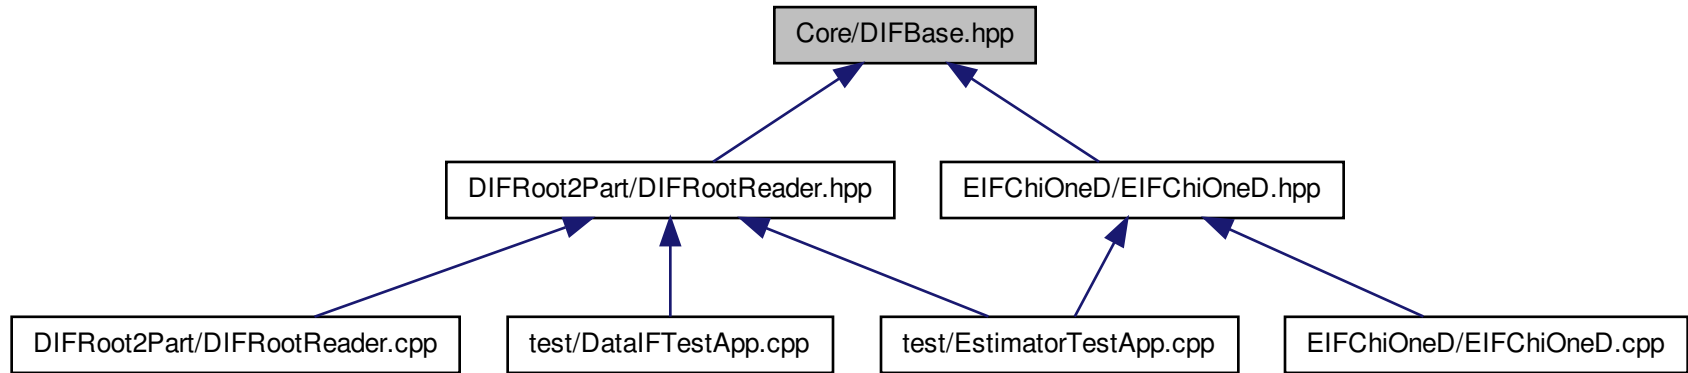 Core/DIFBase.hpp
DIFRoot2Part/DIFRootReader.hpp
EIFChiOneD/EIFChiOneD.hpp
DIFRoot2Part/DIFRootReader.cpp
test/DataIFTestApp.cpp
test/EstimatorTestApp.cpp
EIFChiOneD/EIFChiOneD.cpp